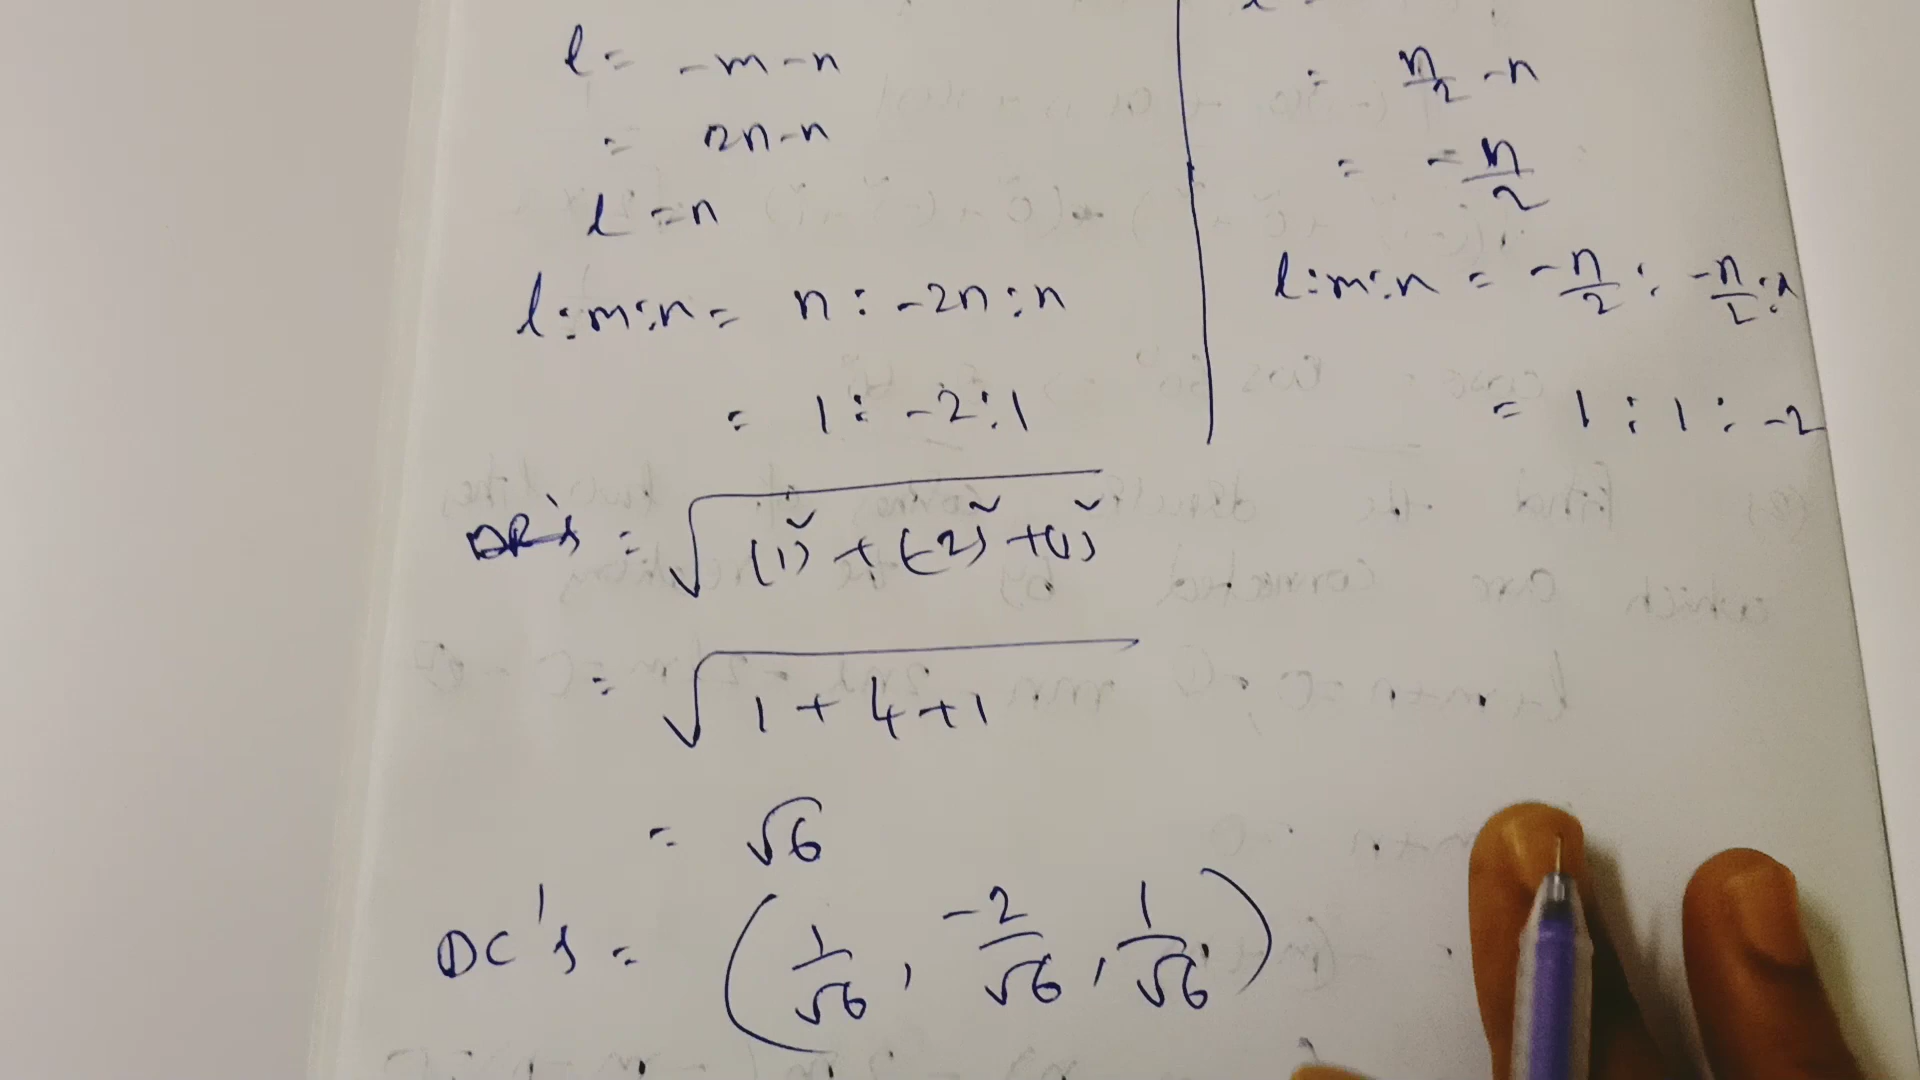 l = -m-n
= 2n-n
l = n
l:m:n = n : -2n : n
= 1 : -2 : 1
= n/2 - n
= -n/2
l:m:n = -n/2 : -n/2 : n
= 1 : 1 : -2
DR's = √((1)² + (-2)² + (1)²)
= √(1 + 4 + 1)
= √6
DC's = (1/√6, -2/√6, 1/√6)